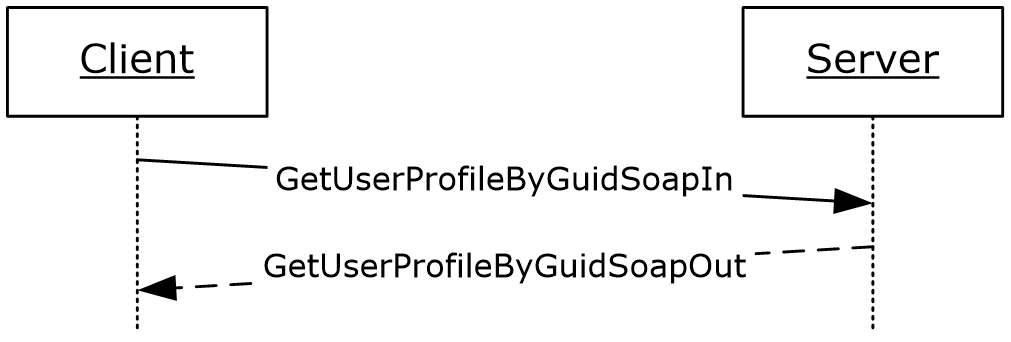 Client
Server
GetUserProfileByGuidSoapIn
GetUserProfileByGuidSoapOut